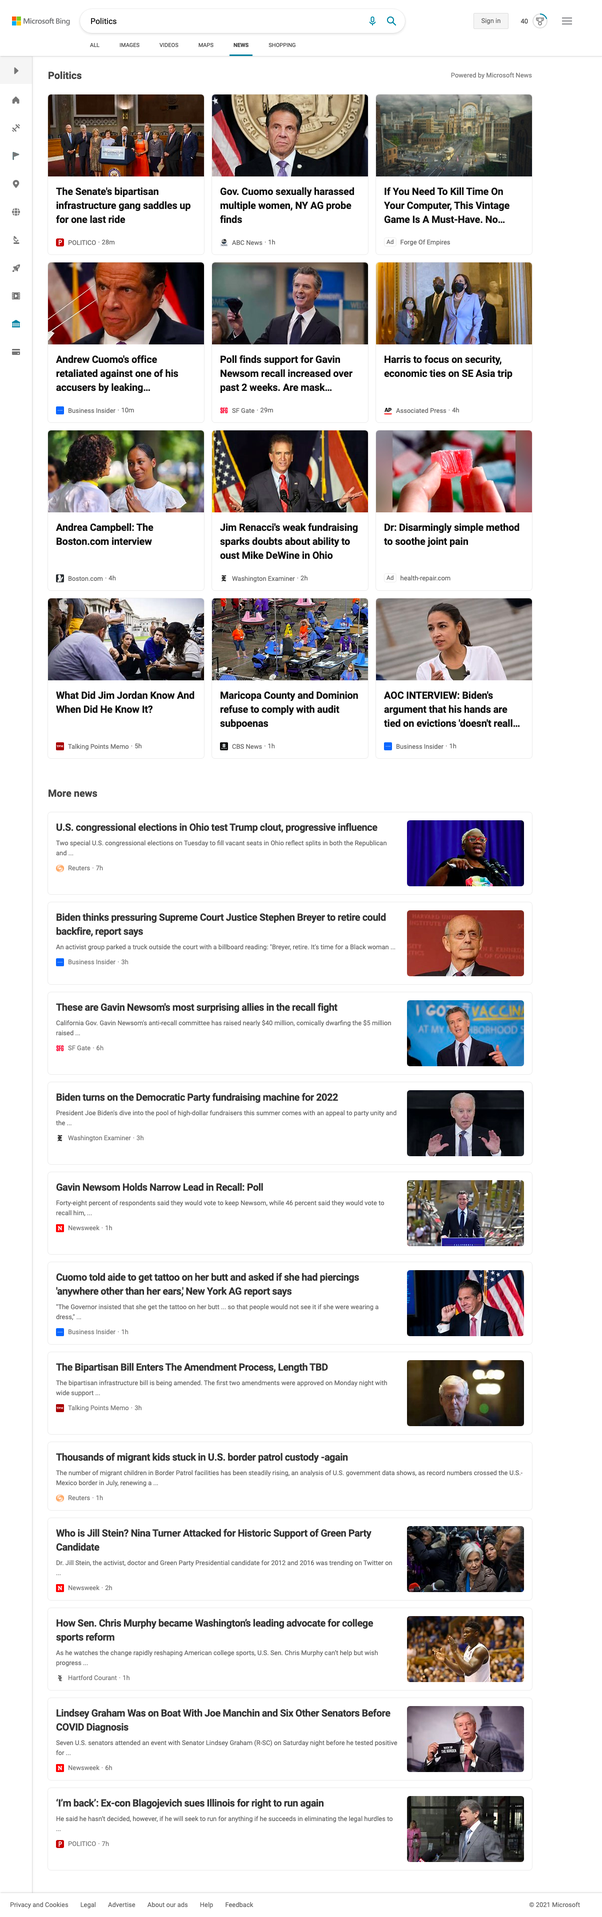 Microsoft Bing
Politics
Sign in
40
ALL IMAGES VIDEOS MAPS NEWS SHOPPING
Politics
Powered by Microsoft News
The Senate's bipartisan
infrastructure gang saddles up
for one last ride
POLITICO · 28m
Gov. Cuomo sexually harassed
multiple women, NY AG probe
finds
ABC News · 1h
If You Need To Kill Time On
Your Computer, This Vintage
Game Is A Must-Have. No...
Ad Forge Of Empires
Andrew Cuomo's office
retaliated against one of his
accusers by leaking...
Business Insider · 10m
Poll finds support for Gavin
Newsom recall increased over
past 2 weeks. Are mask...
SF Gate · 29m
Harris to focus on security,
economic ties on SE Asia trip
AP Associated Press · 4h
Andrea Campbell: The
Boston.com interview
Boston.com · 4h
Jim Renacci's weak fundraising
sparks doubts about ability to
oust Mike DeWine in Ohio
Washington Examiner · 2h
Dr: Disarmingly simple method
to soothe joint pain
Ad health-repair.com
What Did Jim Jordan Know And
When Did He Know It?
Talking Points Memo · 5h
Maricopa County and Dominion
refuse to comply with audit
subpoenas
CBS News · 1h
AOC INTERVIEW: Biden's
argument that his hands are
tied on evictions 'doesn't reall...
Business Insider · 1h
More news
U.S. congressional elections in Ohio test Trump clout, progressive influence
Two special U.S. congressional elections on Tuesday to fill vacant seats in Ohio reflect splits in both the Republican
and ...
Reuters · 7h
Biden thinks pressuring Supreme Court Justice Stephen Breyer to retire could
backfire, report says
An activist group parked a truck outside the court with a billboard reading: "Breyer, retire. It's time for a Black woman ...
Business Insider · 3h
These are Gavin Newsom's most surprising allies in the recall fight
California Gov. Gavin Newsom's anti-recall committee has raised nearly $40 million, comically dwarfing the $5 million
raised ...
SF Gate · 6h
I GOT VACCIN
AT MY N BORHOOD S
Biden turns on the Democratic Party fundraising machine for 2022
President Joe Biden's dive into the pool of high-dollar fundraisers this summer comes with an appeal to party unity and
the ...
Washington Examiner · 3h
Gavin Newsom Holds Narrow Lead in Recall: Poll
Forty-eight percent of respondents said they would vote to keep Newsom, while 46 percent said they would vote to
recall him, ...
N Newsweek · 1h
Cuomo told aide to get tattoo on her butt and asked if she had piercings
'anywhere other than her ears,' New York AG report says
"The Governor insisted that she get the tattoo on her butt ... so that people would not see it if she were wearing a
dress," ...
Business Insider · 1h
The Bipartisan Bill Enters The Amendment Process, Length TBD
The bipartisan infrastructure bill is being amended. The first two amendments were approved on Monday night with
wide support ...
Talking Points Memo · 3h
Thousands of migrant kids stuck in U.S. border patrol custody -again
The number of migrant children in Border Patrol facilities has been steadily rising, an analysis of U.S. government data shows, as record numbers crossed the U.S.-
Mexico border in July, renewing a ...
Reuters · 1h
Who is Jill Stein? Nina Turner Attacked for Historic Support of Green Party
Candidate
Dr. Jill Stein, the activist, doctor and Green Party Presidential candidate for 2012 and 2016 was trending on Twitter on
...
N Newsweek · 2h
How Sen. Chris Murphy became Washington's leading advocate for college
sports reform
As he watches the change rapidly reshaping American college sports, U.S. Sen. Chris Murphy can't help but wish
progress ...
Hartford Courant · 1h
Lindsey Graham Was on Boat With Joe Manchin and Six Other Senators Before
COVID Diagnosis
Seven U.S. senators attended an event with Senator Lindsey Graham (R-SC) on Saturday night before he tested positive
for ...
N Newsweek · 6h
'I'm back': Ex-con Blagojevich sues Illinois for right to run again
He said he hasn't decided, however, if he will seek to run for anything if he succeeds in eliminating the legal hurdles to
...
POLITICO · 7h
Privacy and Cookies Legal Advertise About our ads Help Feedback
© 2021 Microsoft